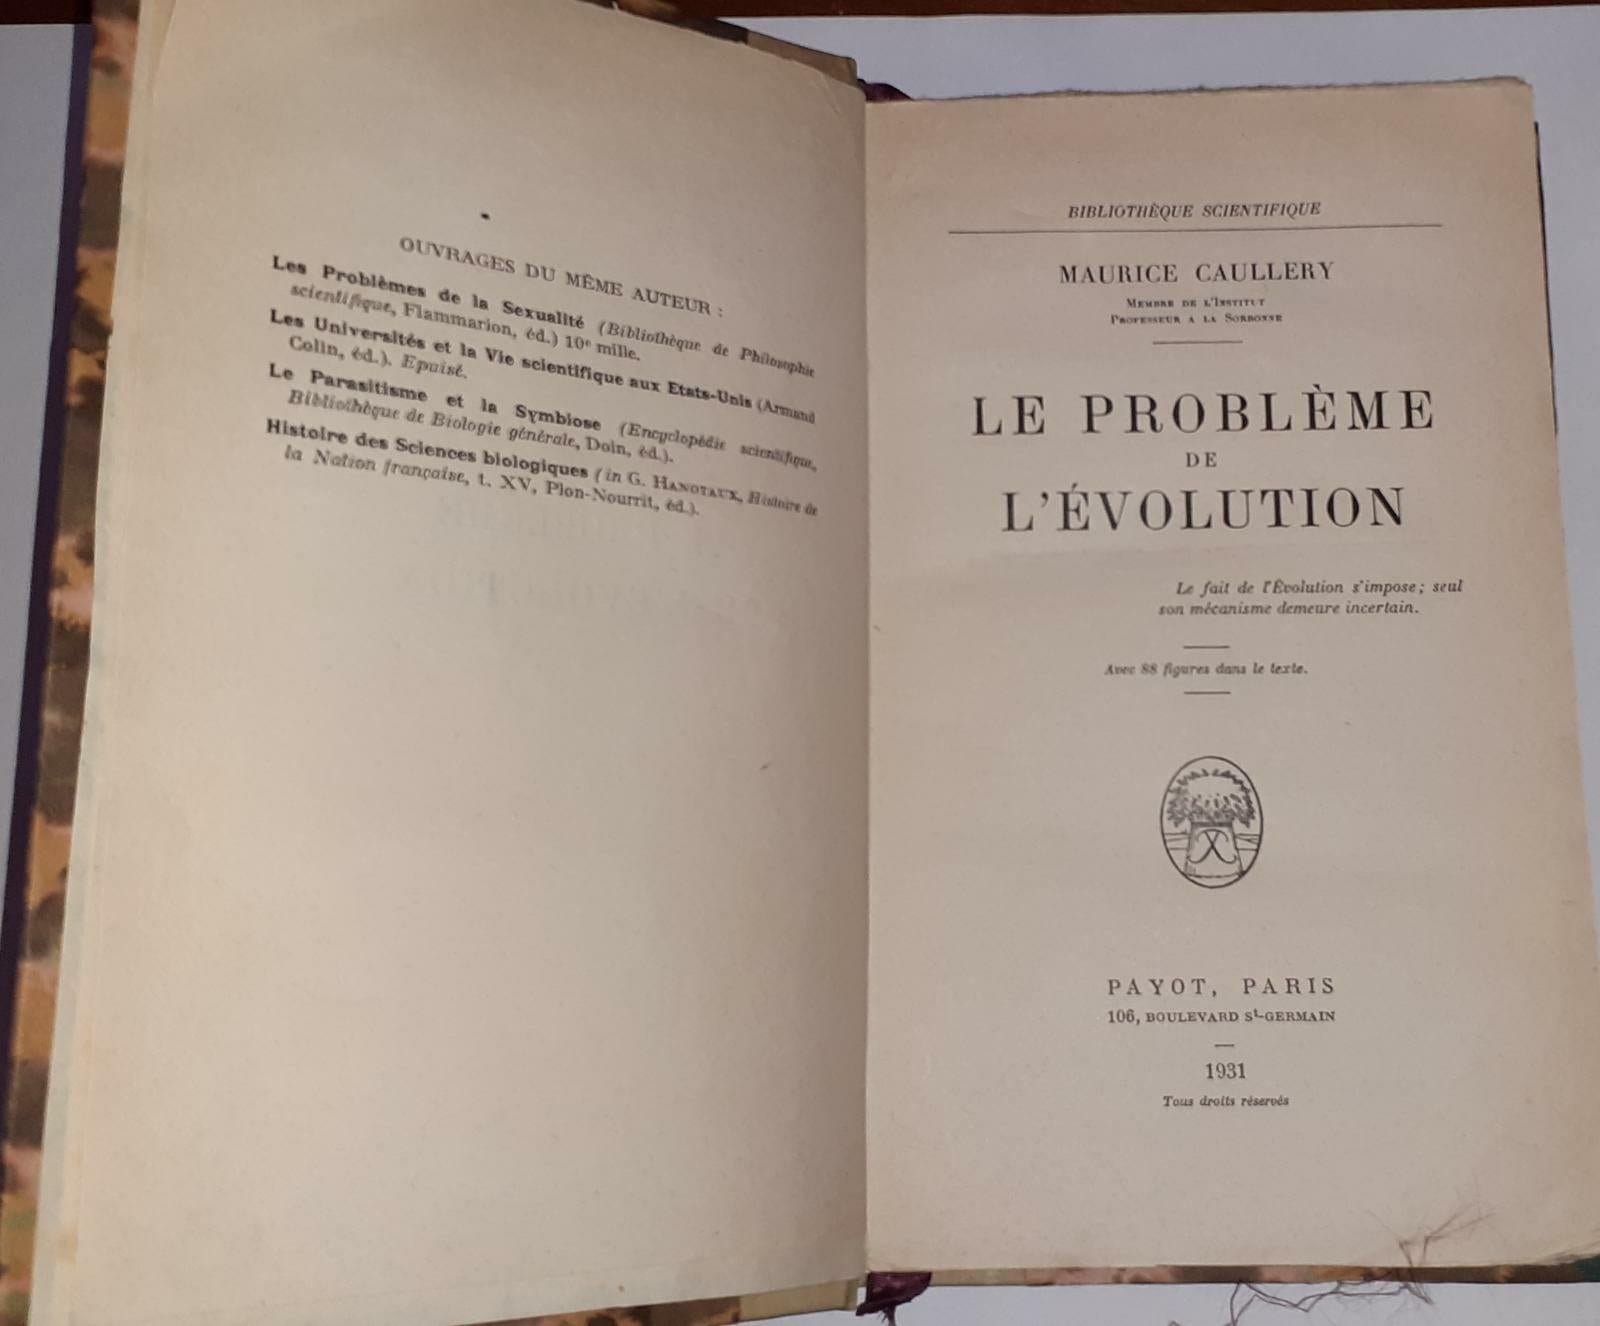 OUVRAGES DU MÊME AUTEUR :
Les Problèmes de la Sexualité (Bibliothèque de Philosophie
scientifique, Flammarion, éd.) 10e mille.
Les Universités et la Vie scientifique aux Etats-Unis (Armand
Colin, éd.). Epuisé.
Le Parasitisme et la Symbiose (Encyclopédie scientifique,
Bibliothèque de Biologie générale, Doin, éd.).
Histoire des Sciences biologiques (in G. HANOTAUX, Histoire de
la Nation française, t. XV, Plon-Nourrit, éd.).
BIBLIOTHÈQUE SCIENTIFIQUE
MAURICE CAULLERY
MEMBRE DE L'INSTITUT
PROFESSEUR A LA SORBONNE
LE PROBLÈME
DE
L'ÉVOLUTION
Le fait de l'Évolution s'impose ; seul
son mécanisme demeure incertain.
Avec 88 figures dans le texte.
PAYOT, PARIS
106, BOULEVARD St-GERMAIN
1931
Tous droits réservés